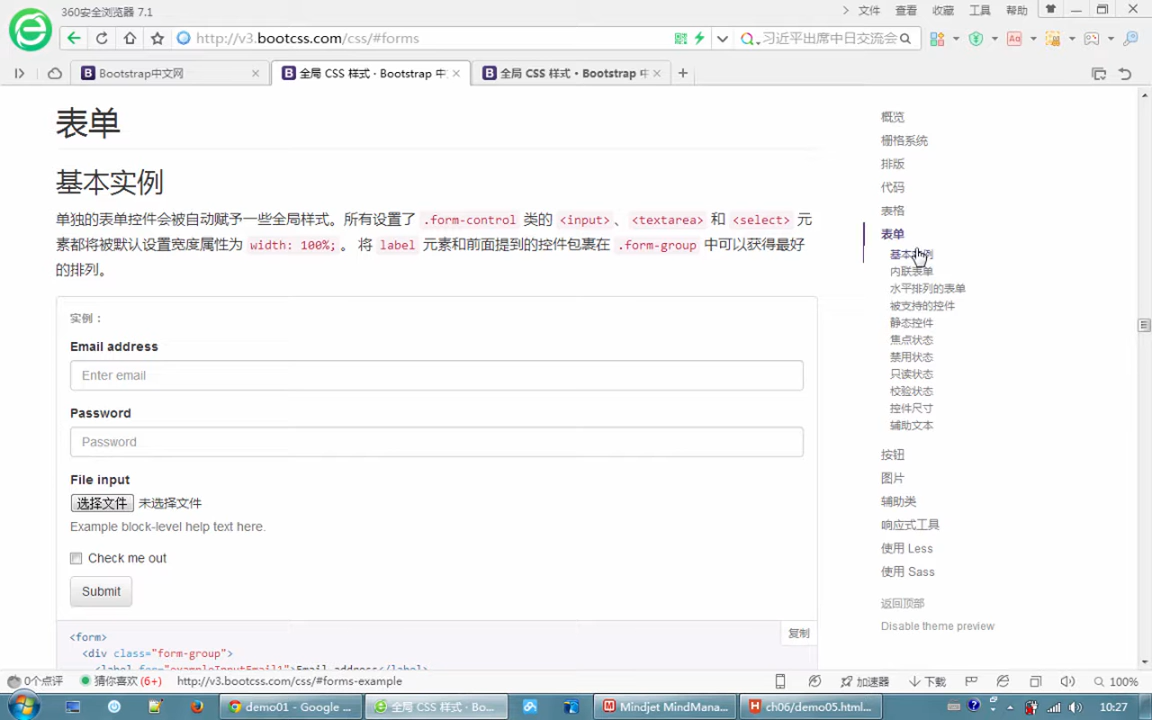 360安全浏览器 7.1
文件 查看 收藏 工具 帮助
http://v3.bootcss.com/css/#forms
习近平出席中日交流会
Bootstrap中文网
全局 CSS 样式 · Bootstrap 中
全局 CSS 样式 · Bootstrap 中
表单
基本实例
单独的表单控件会被自动赋予一些全局样式。所有设置了 .form-control 类的 <input>、<textarea> 和 <select> 元
素都将被默认设置宽度属性为 width: 100%; 。 将 label 元素和前面提到的控件包裹在 .form-group 中可以获得最好
的排列。
实例：
Email address
Enter email
Password
Password
File input
选择文件 未选择文件
Example block-level help text here.
Check me out
Submit
复制
<form>
<div class="form-group">
<label for="exampleInputEmail1">Email address</label>
概览
栅格系统
排版
代码
表格
表单
基本实例
内联表单
水平排列的表单
被支持的控件
静态控件
焦点状态
禁用状态
只读状态
校验状态
控件尺寸
辅助文本
按钮
图片
辅助类
响应式工具
使用 Less
使用 Sass
返回顶部
Disable theme preview
0个点评 猜你喜欢 (6+) http://v3.bootcss.com/css/#forms-example
加速器 下载 100%
demo01 - Google ...
全局 CSS 样式 · Bo...
Mindjet MindMana...
ch06/demo05.html...
10:27